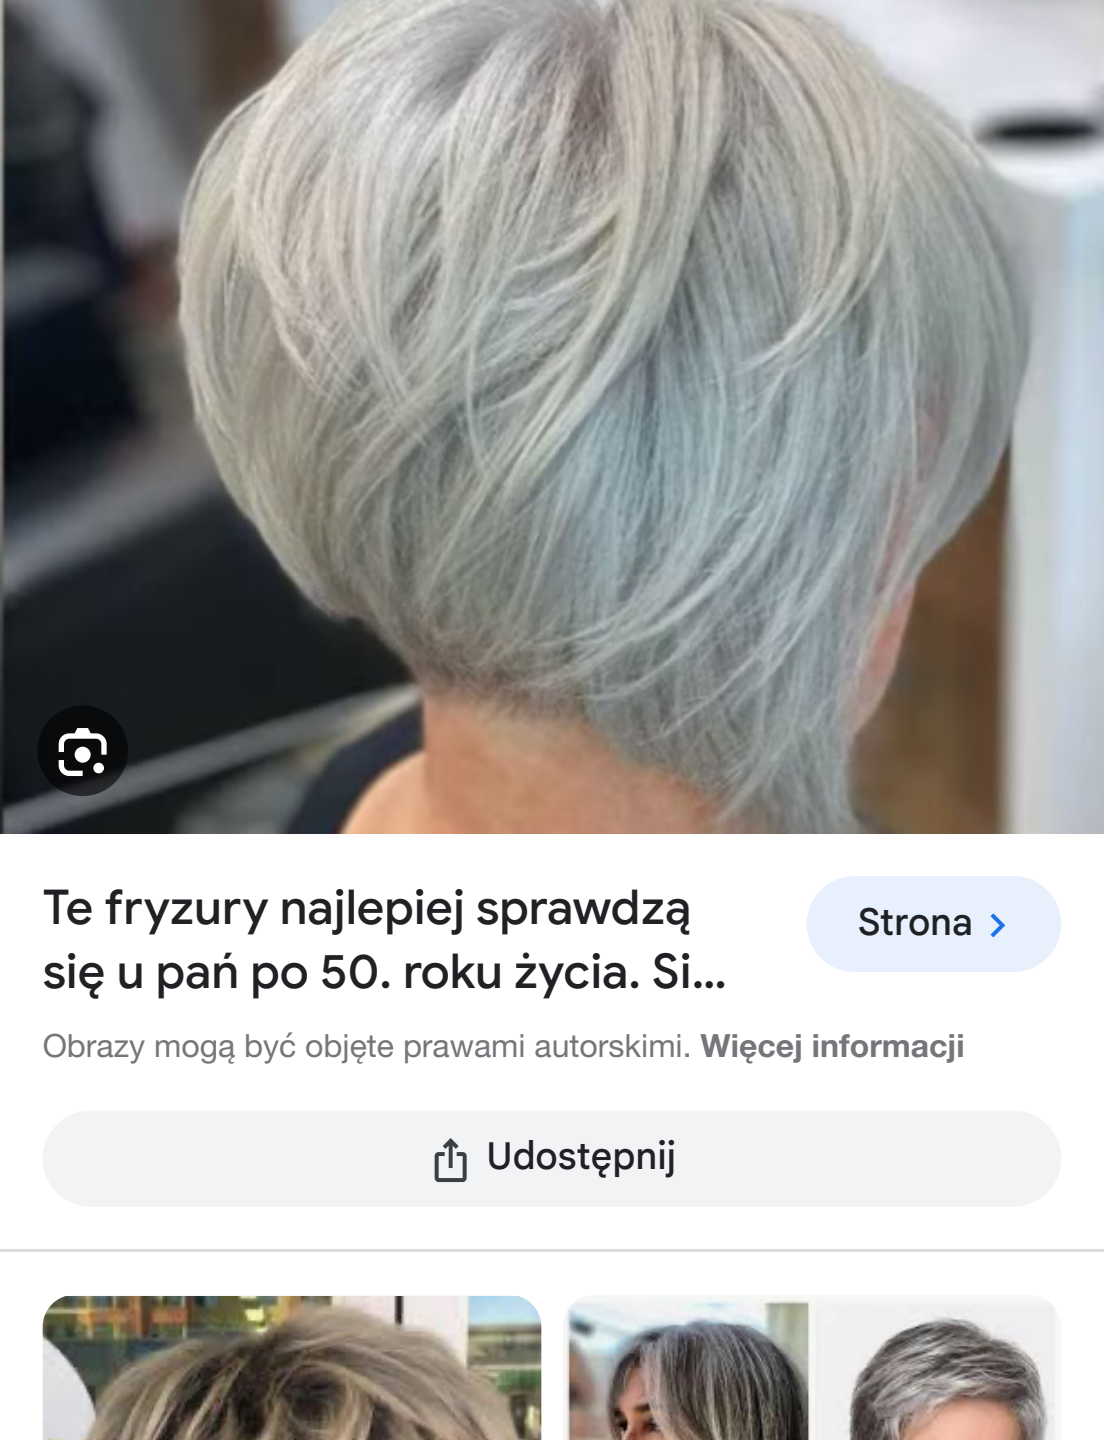 Te fryzury najlepiej sprawdzą
się u pań po 50. roku życia. Si...
Strona
Obrazy mogą być objęte prawami autorskimi. Więcej informacji
Udostępnij